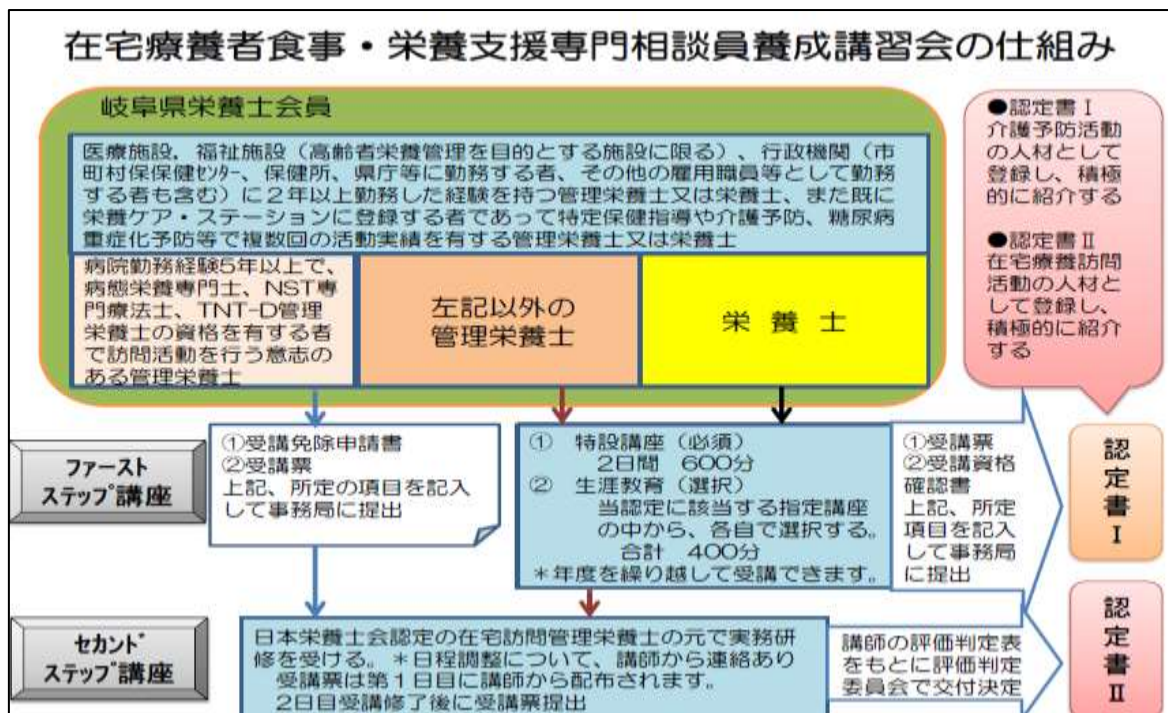 在宅療養者食事・栄養支援専門相談員養成講習会の仕組み
岐阜県栄養士会員
医療施設、福祉施設（高齢者栄養管理を目的とする施設に限る）、行政機関（市
町村保保健ｾﾝﾀｰ、保健所、県庁等に勤務する者、その他の雇用職員等として勤務
する者も含む）に２年以上勤務した経験を持つ管理栄養士又は栄養士、また既に
栄養ケア・ステーションに登録する者であって特定保健指導や介護予防、糖尿病
重症化予防等で複数回の活動実績を有する管理栄養士又は栄養士
病院勤務経験5年以上で、
病態栄養専門士、NST専
門療法士、TNT-D管理
栄養士の資格を有する者
で訪問活動を行う意志の
ある管理栄養士
左記以外の
管理栄養士
栄 養 士
●認定書Ⅰ
介護予防活動
の人材として
登録し、積極
的に紹介する
●認定書Ⅱ
在宅療養訪問
活動の人材と
して登録し、
積極的に紹介
する
ファースト
ステップ講座
①受講免除申請書
②受講票
上記、所定の項目を記入
して事務局に提出
① 特設講座（必須）
2日間 600分
② 生涯教育（選択）
当認定に該当する指定講座
の中から、各自で選択する。
合計 400分
＊年度を繰り越して受講できます。
①受講票
②受講資格
確認書
上記、所定
項目を記入
して事務局
に提出
認定書Ⅰ
セカンド
ステップ講座
日本栄養士会認定の在宅訪問管理栄養士の元で実務研
修を受ける。＊日程調整について、講師から連絡あり
受講票は第１日目に講師から配布されます。
2日目受講修了後に受講票提出
講師の評価判定表
をもとに評価判定
委員会で交付決定
認定書Ⅱ